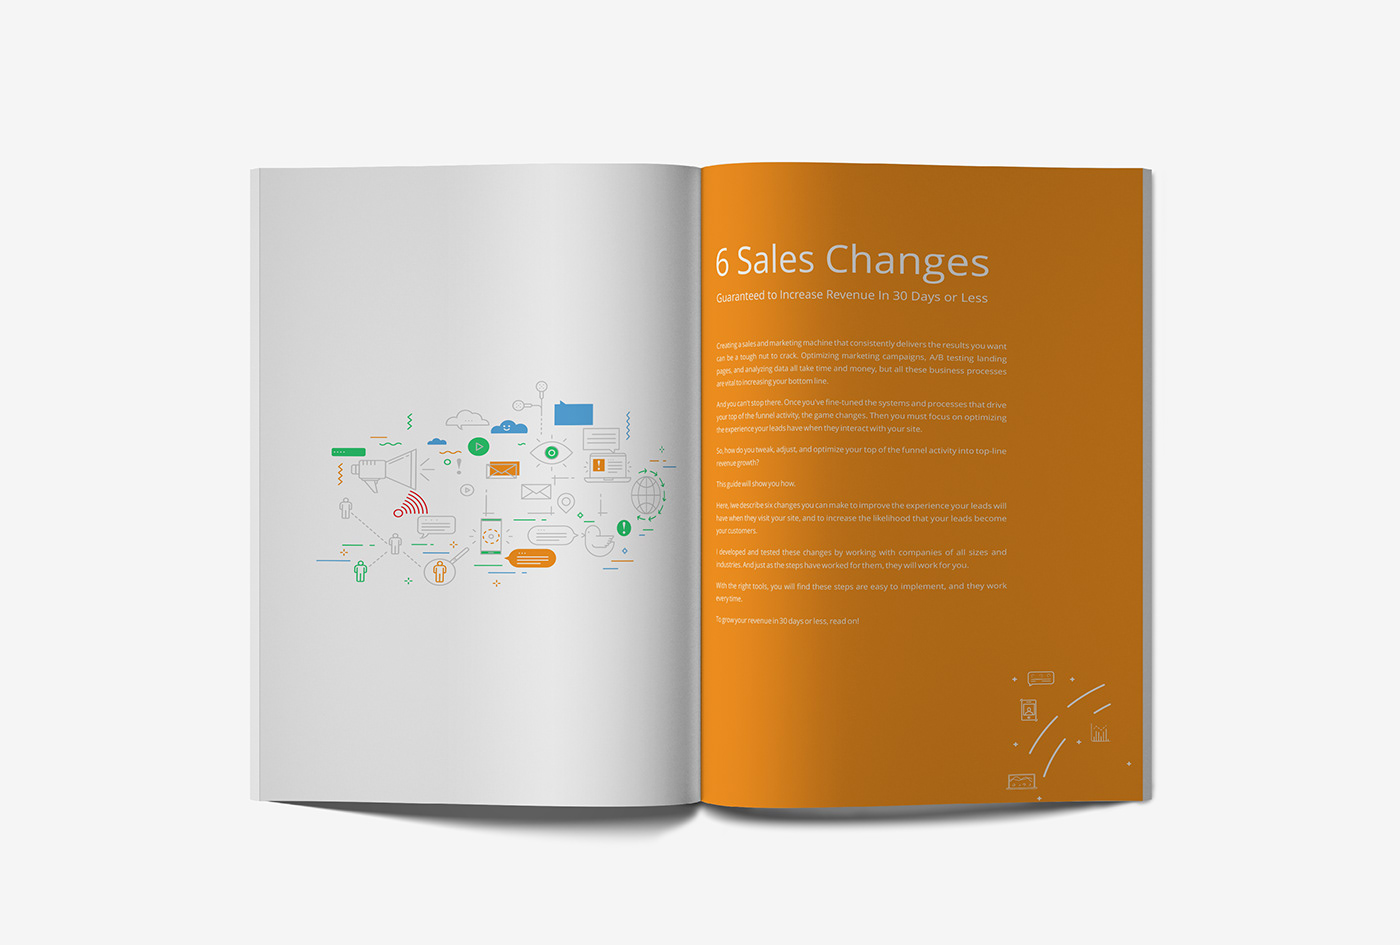 6 Sales Changes
Guaranteed to Increase Revenue In 30 Days or Less
Creating a sales and marketing machine that consistently delivers the results you want
can be a tough nut to crack. Optimizing marketing campaigns, A/B testing landing
pages, and analyzing data all take time and money, but all these business processes
are vital to increasing your bottom line.
And you can't stop there. Once you've fine-tuned the systems and processes that drive
your top of the funnel activity, the game changes. Then you must focus on optimizing
the experience your leads have when they interact with your site.
So, how do you tweak, adjust, and optimize your top of the funnel activity into top-line
revenue growth?
This guide will show you how.
Here, Iwe describe six changes you can make to improve the experience your leads will
have when they visit your site, and to increase the likelihood that your leads become
your customers.
I developed and tested these changes by working with companies of all sizes and
industries. And just as the steps have worked for them, they will work for you.
With the right tools, you will find these steps are easy to implement, and they work
every time.
To grow your revenue in 30 days or less, read on!